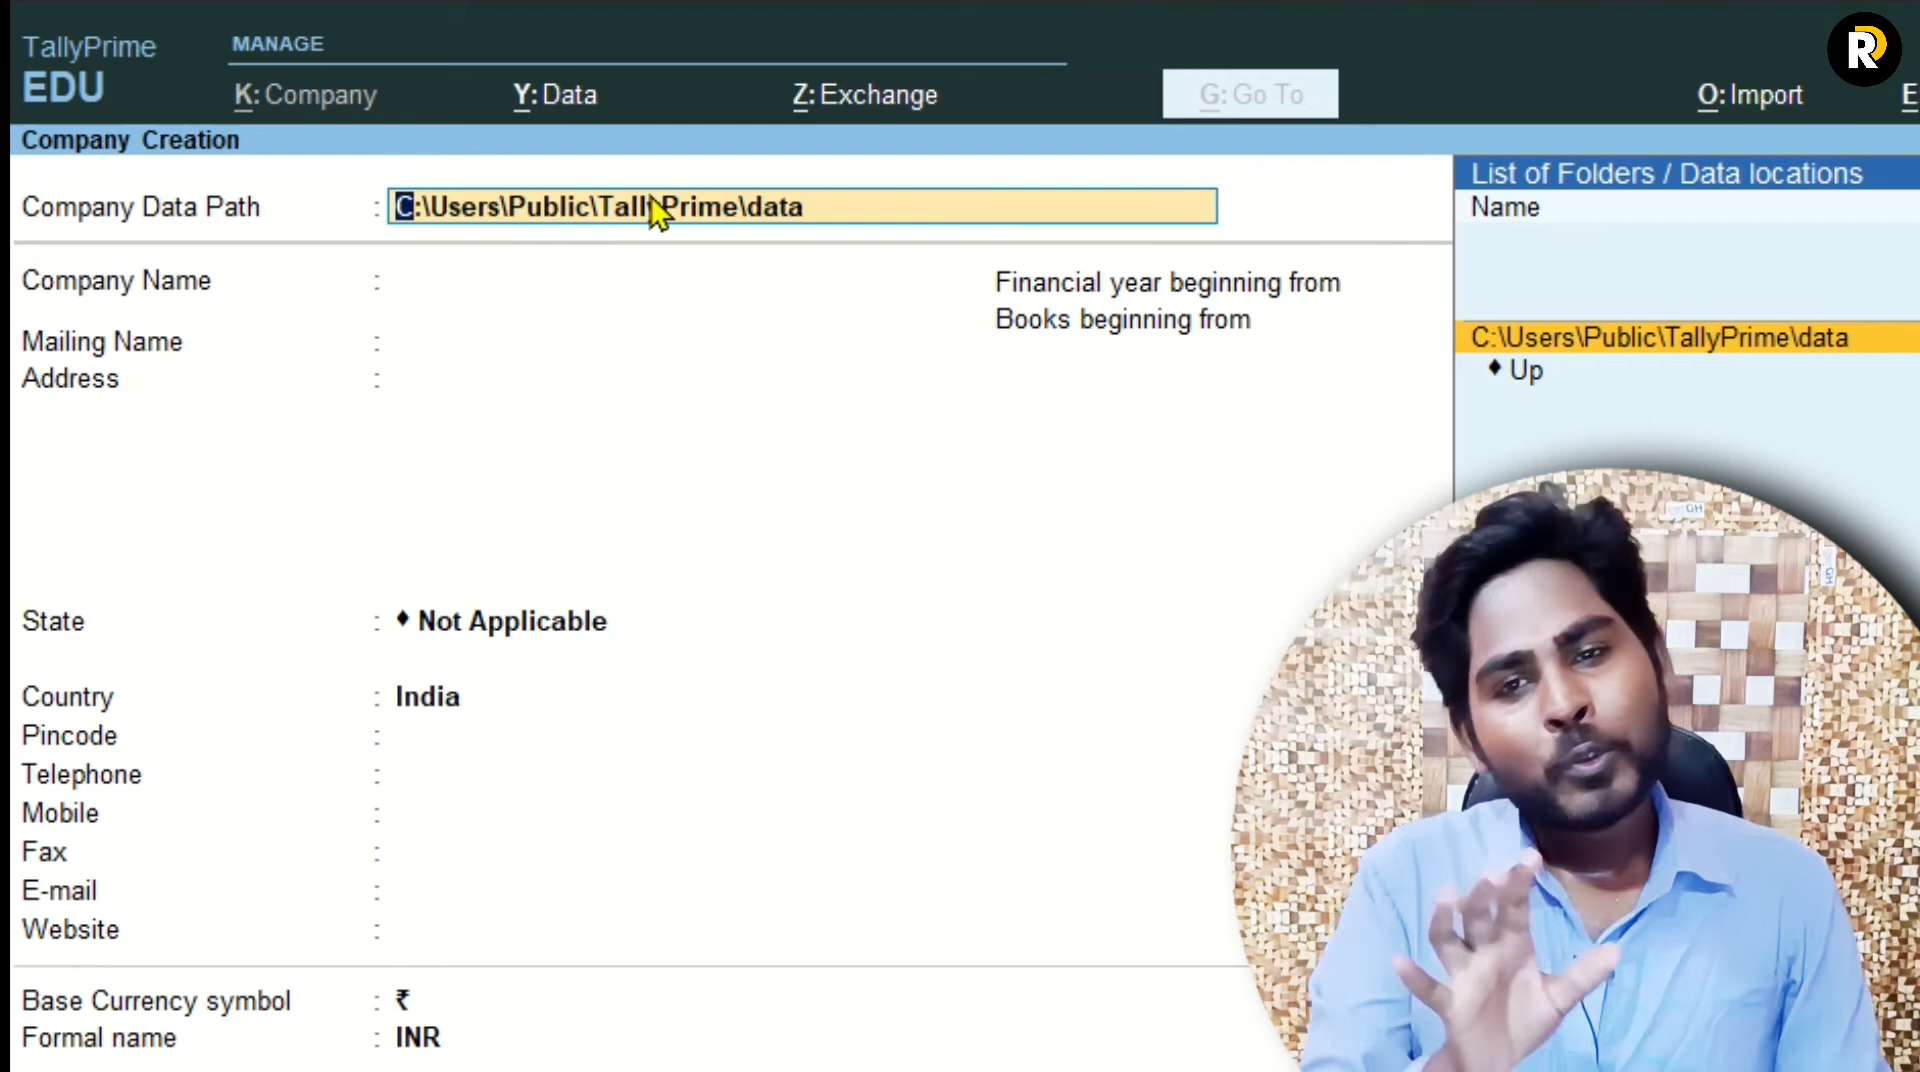 TallyPrime
EDU
MANAGE
K: Company
Y: Data
Z: Exchange
G: Go To
O: Import
E
R
Company Creation
Company Data Path : C:\Users\Public\TallyPrime\data
Company Name :
Financial year beginning from
Books beginning from
Mailing Name :
Address :
State : ♦ Not Applicable
Country : India
Pincode :
Telephone :
Mobile :
Fax :
E-mail :
Website :
Base Currency symbol : ₹
Formal name : INR
List of Folders / Data locations
Name
C:\Users\Public\TallyPrime\data
♦ Up
GH
GH